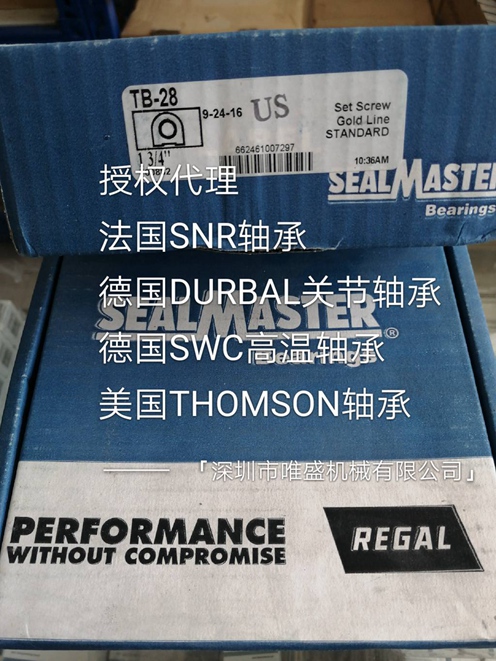 TB-28
9-24-16 US
Set Screw
Gold Line
STANDARD
1 3/4"
662461007297
10:36AM
授权代理
SEALMASTER
Bearings
法国SNR轴承
德国DURBAL关节轴承
SEALMASTER®
德国SWC高温轴承
Bearings
美国THOMSON轴承
「深圳市唯盛机械有限公司」
PERFORMANCE
WITHOUT COMPROMISE
REGAL